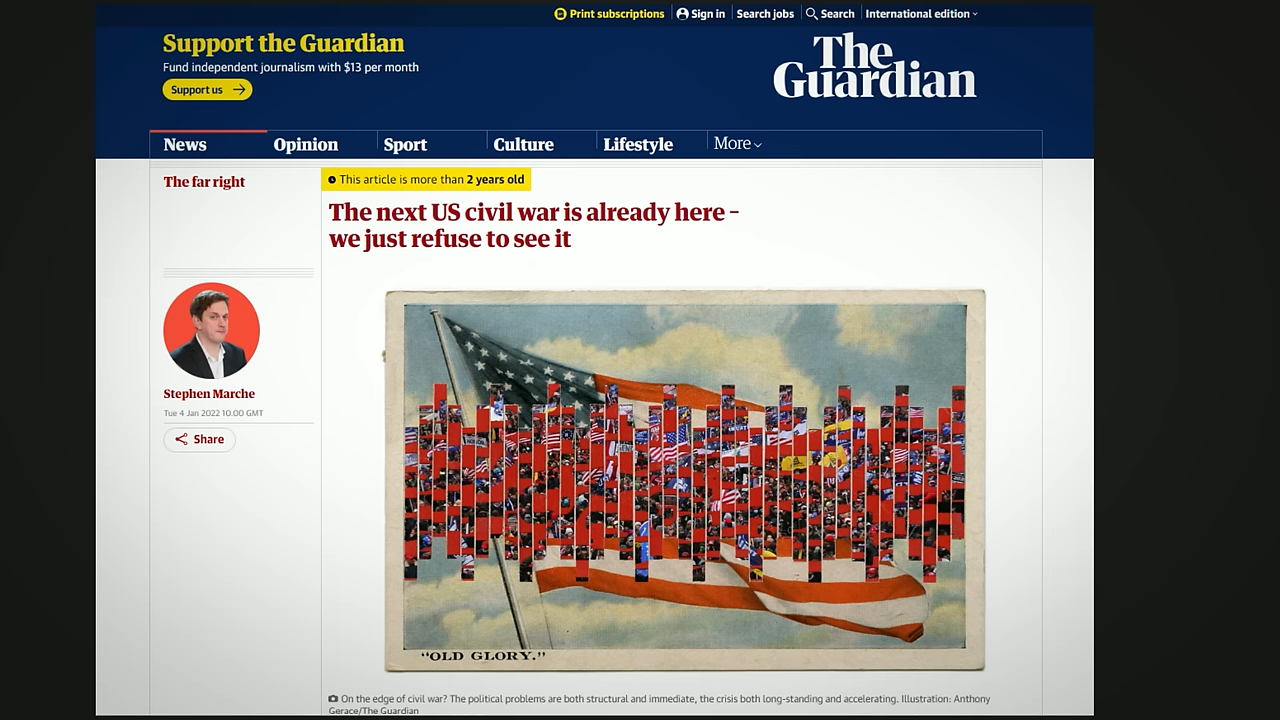 Print subscriptions
Sign in
Search jobs
Search
International edition
Support the Guardian
Fund independent journalism with $13 per month
Support us
The
Guardian
News
Opinion
Sport
Culture
Lifestyle
More
The far right
This article is more than 2 years old
The next US civil war is already here –
we just refuse to see it
Stephen Marche
Tue 4 Jan 2022 10.00 GMT
Share
“OLD GLORY.”
On the edge of civil war? The political problems are both structural and immediate, the crisis both long-standing and accelerating. Illustration: Anthony
Gerace/The Guardian